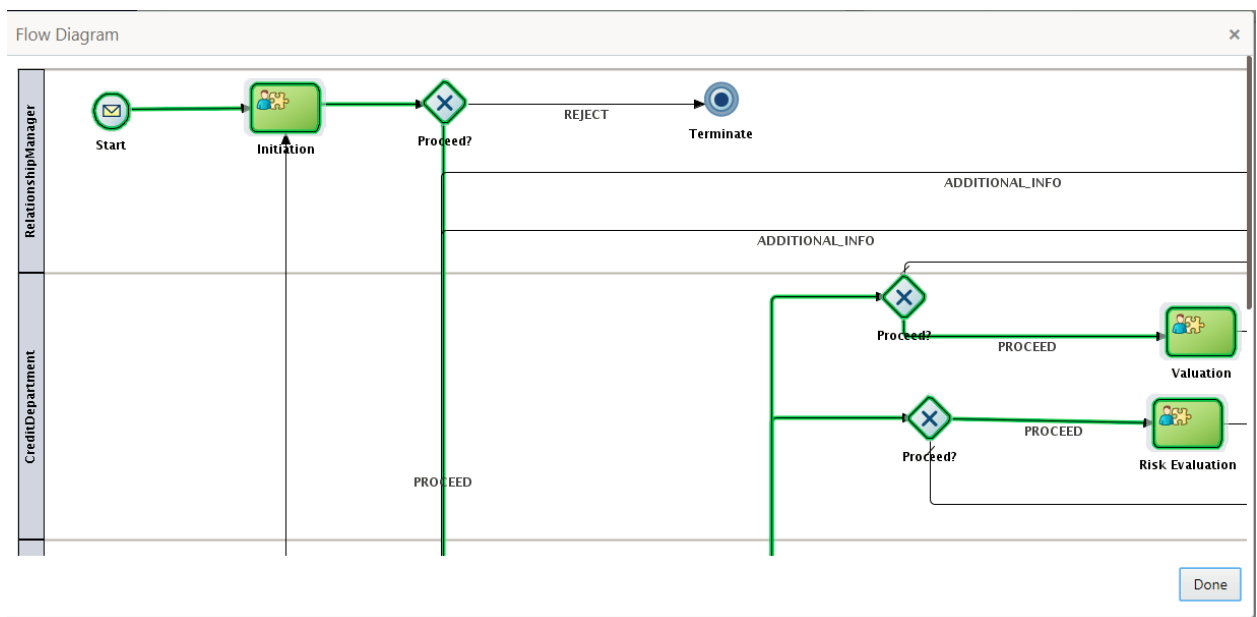 Flow Diagram
×
RelationshipManager
Start
Initiation
Proceed?
REJECT
Terminate
ADDITIONAL_INFO
ADDITIONAL_INFO
CreditDepartment
Proceed?
PROCEED
Valuation
Proceed?
PROCEED
Risk Evaluation
PROCEED
Done